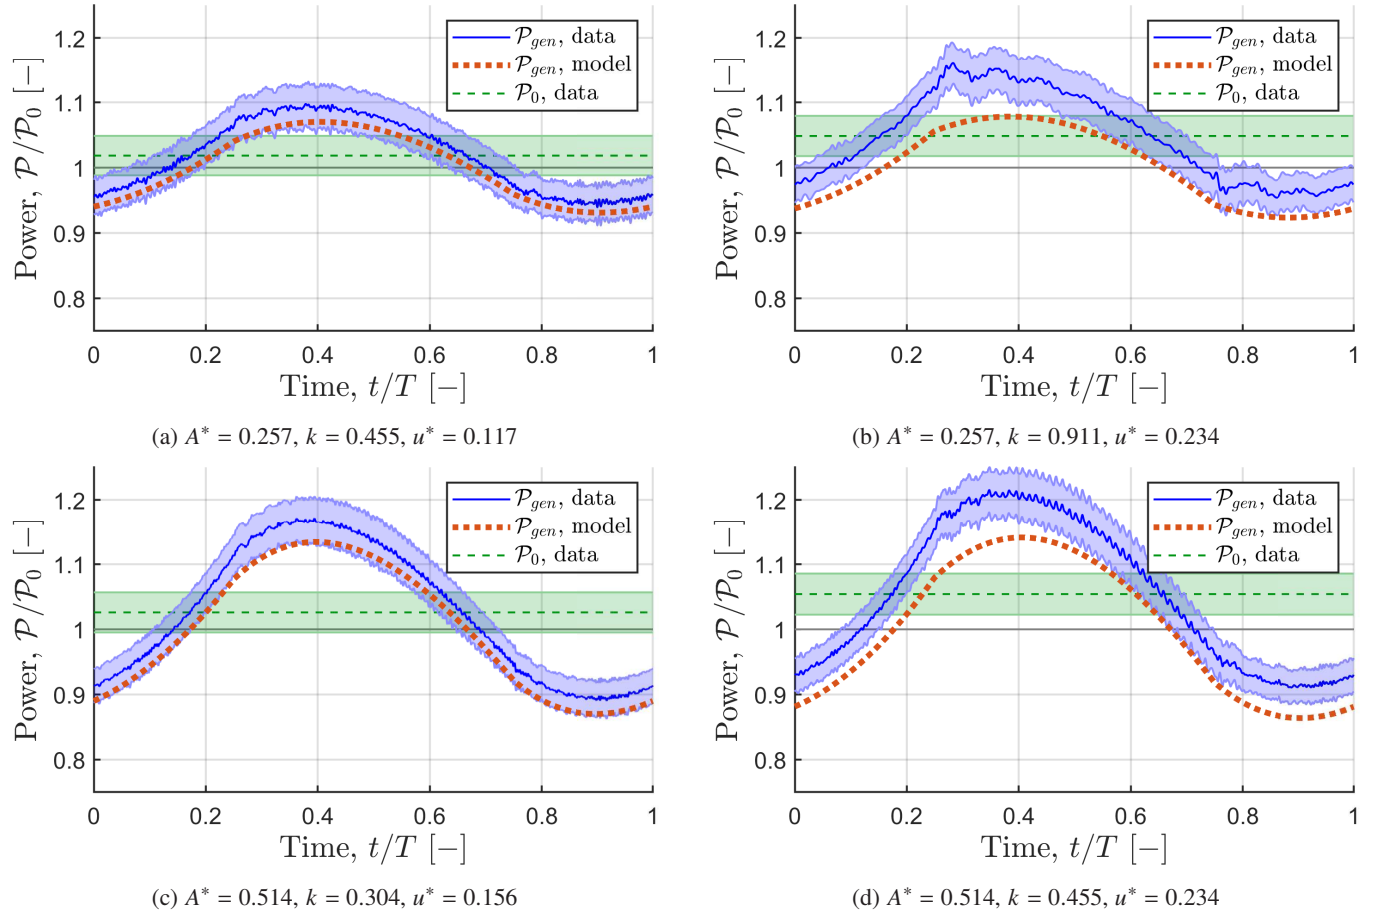 1.2
1.1
1
0.9
0.8
Power, 𝒫/𝒫₀ [−]
𝒫gen, data
𝒫gen, model
𝒫₀, data
0 0.2 0.4 0.6 0.8 1
Time, t/T [−]
(a) A* = 0.257, k = 0.455, u* = 0.117
1.2
1.1
1
0.9
0.8
Power, 𝒫/𝒫₀ [−]
𝒫gen, data
𝒫gen, model
𝒫₀, data
0 0.2 0.4 0.6 0.8 1
Time, t/T [−]
(b) A* = 0.257, k = 0.911, u* = 0.234
1.2
1.1
1
0.9
0.8
Power, 𝒫/𝒫₀ [−]
𝒫gen, data
𝒫gen, model
𝒫₀, data
0 0.2 0.4 0.6 0.8 1
Time, t/T [−]
(c) A* = 0.514, k = 0.304, u* = 0.156
1.2
1.1
1
0.9
0.8
Power, 𝒫/𝒫₀ [−]
𝒫gen, data
𝒫gen, model
𝒫₀, data
0 0.2 0.4 0.6 0.8 1
Time, t/T [−]
(d) A* = 0.514, k = 0.455, u* = 0.234